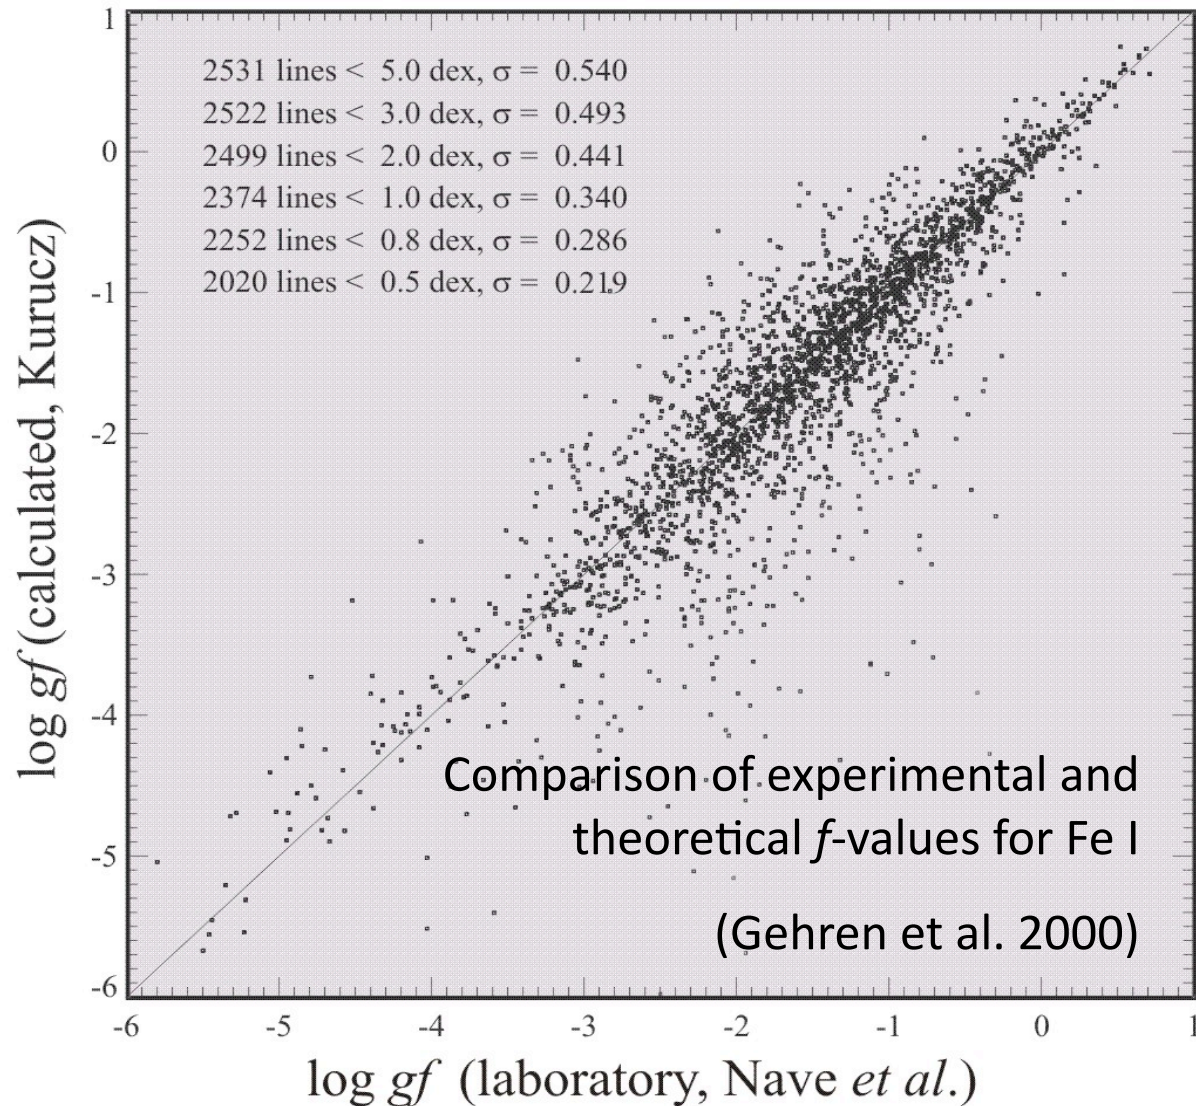 2531 lines < 5.0 dex, σ = 0.540
2522 lines < 3.0 dex, σ = 0.493
2499 lines < 2.0 dex, σ = 0.441
2374 lines < 1.0 dex, σ = 0.340
2252 lines < 0.8 dex, σ = 0.286
2020 lines < 0.5 dex, σ = 0.219
1
0
-1
-2
-3
-4
-5
-6
log gf (calculated, Kurucz)
Comparison of experimental and
theoretical f-values for Fe I
(Gehren et al. 2000)
-6 -5 -4 -3 -2 -1 0 1
log gf (laboratory, Nave et al.)